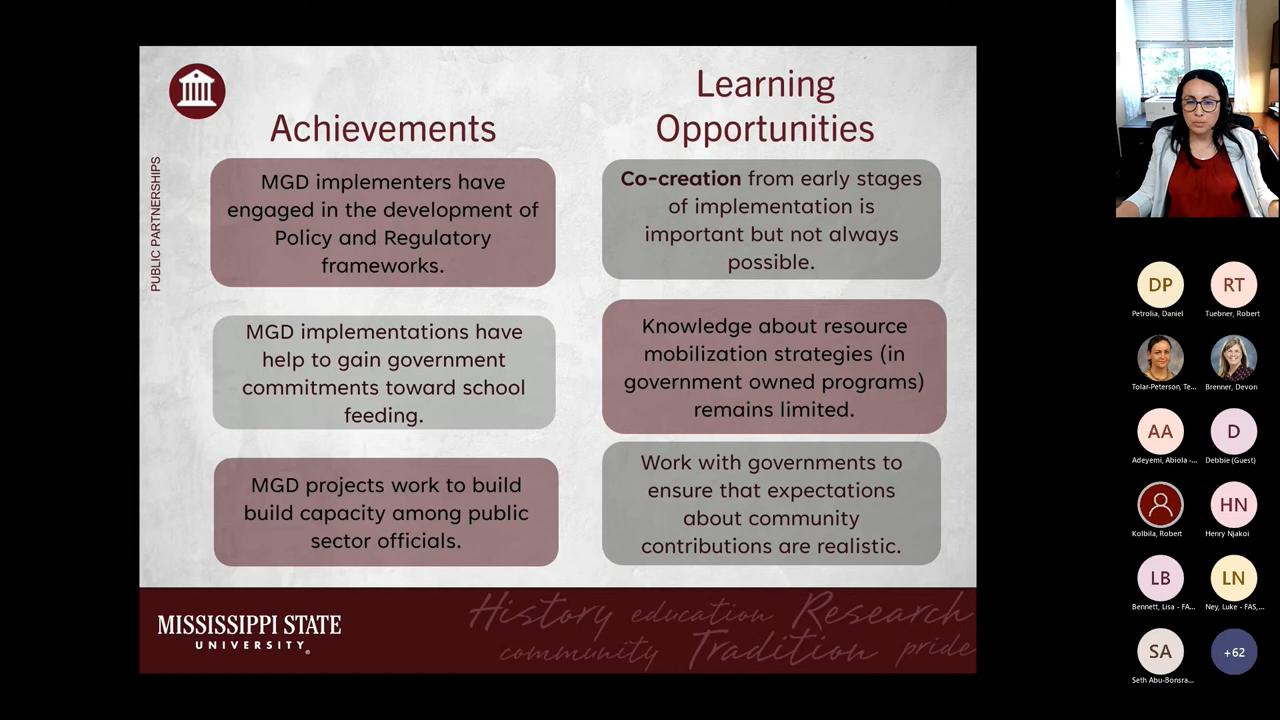 PUBLIC PARTNERSHIPS
Achievements
MGD implementers have
engaged in the development of
Policy and Regulatory
frameworks.
MGD implementations have
help to gain government
commitments toward school
feeding.
MGD projects work to build
build capacity among public
sector officials.
Learning
Opportunities
Co-creation from early stages
of implementation is
important but not always
possible.
Knowledge about resource
mobilization strategies (in
government owned programs)
remains limited.
Work with governments to
ensure that expectations
about community
contributions are realistic.
MISSISSIPPI STATE
UNIVERSITY®
History education Research
community Tradition pride
DP
Petrolia, Daniel
RT
Tuebner, Robert
Tolar-Peterson, Te...
Brenner, Devon
AA
Adeyemi, Abiola -...
D
Debbie (Guest)
Kolbila, Robert
HN
Henry Njakoi
LB
Bennett, Lisa - FA...
LN
Ney, Luke - FAS,...
SA
Seth Abu-Bonsra...
+62